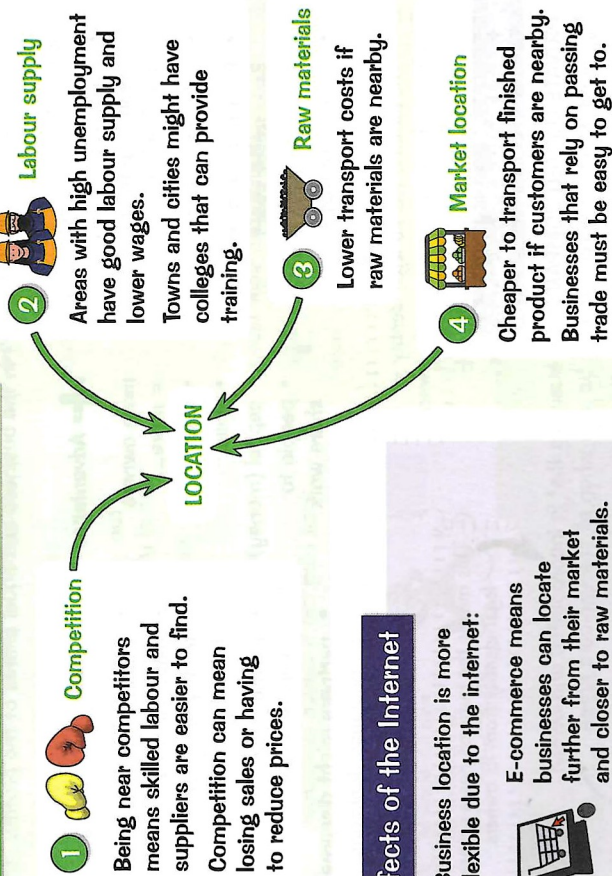 1 Competition
Being near competitors
means skilled labour and
suppliers are easier to find.
Competition can mean
losing sales or having
to reduce prices.
LOCATION
2 Labour supply
Areas with high unemployment
have good labour supply and
lower wages.
Towns and cities might have
colleges that can provide
training.
3 Raw materials
Lower transport costs if
raw materials are nearby.
4 Market location
Cheaper to transport finished
product if customers are nearby.
Businesses that rely on passing
trade must be easy to get to.
fects of the Internet
Business location is more
lexible due to the internet:
E-commerce means
businesses can locate
further from their market
and closer to raw materials.